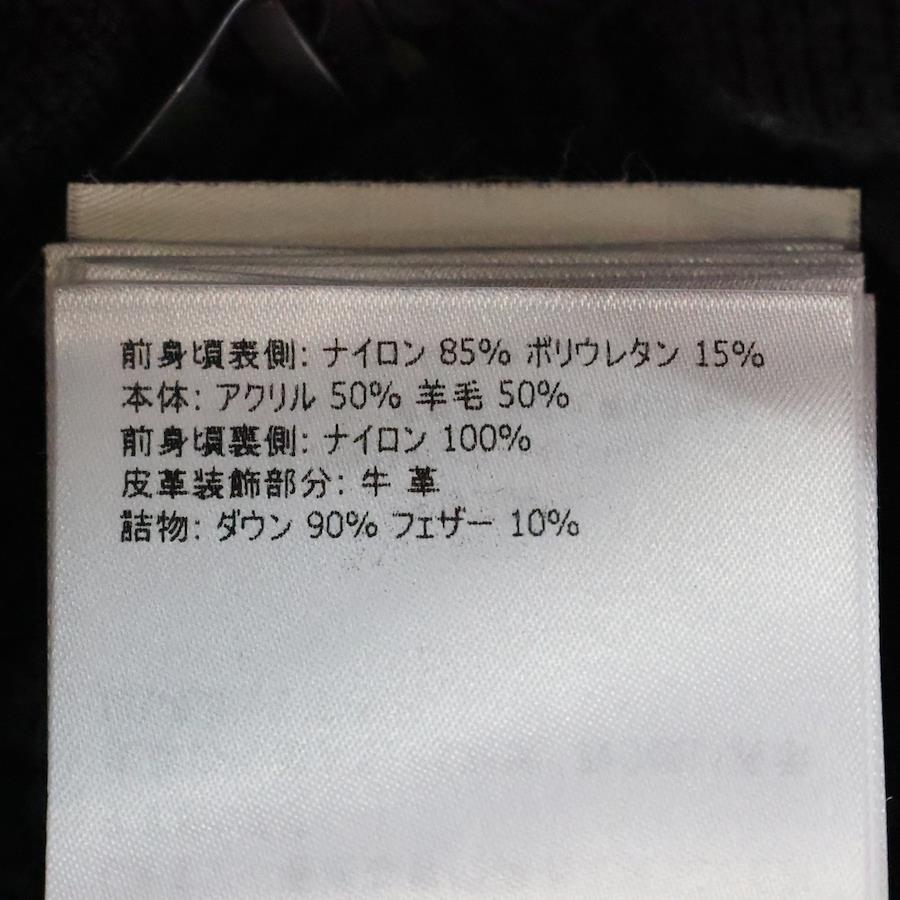 前身頃表側: ナイロン 85% ポリウレタン 15%
本体: アクリル 50% 羊毛 50%
前身頃裏側: ナイロン 100%
皮革装飾部分: 牛 革
詰物: ダウン 90% フェザー 10%